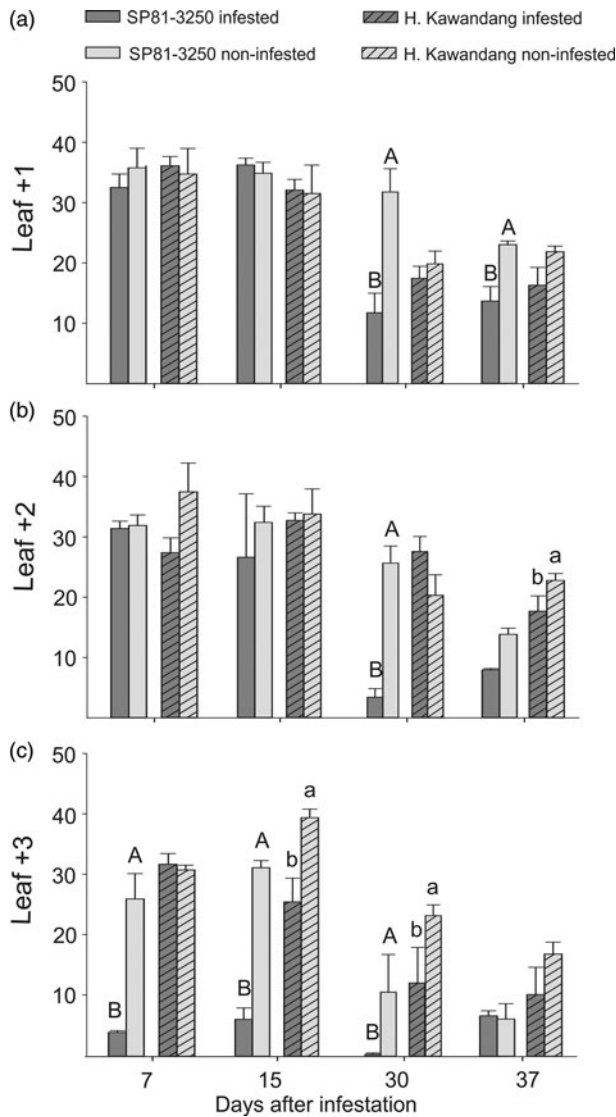 (a)
SP81-3250 infested
H. Kawandang infested
SP81-3250 non-infested
H. Kawandang non-infested
50
40
30
20
10
Leaf +1
A
B
A
B
(b)
50
40
30
20
10
Leaf +2
A
B
b
a
(c)
50
40
30
20
10
Leaf +3
B
A
B
A
b
a
B
A
b
a
7
15
30
37
Days after infestation